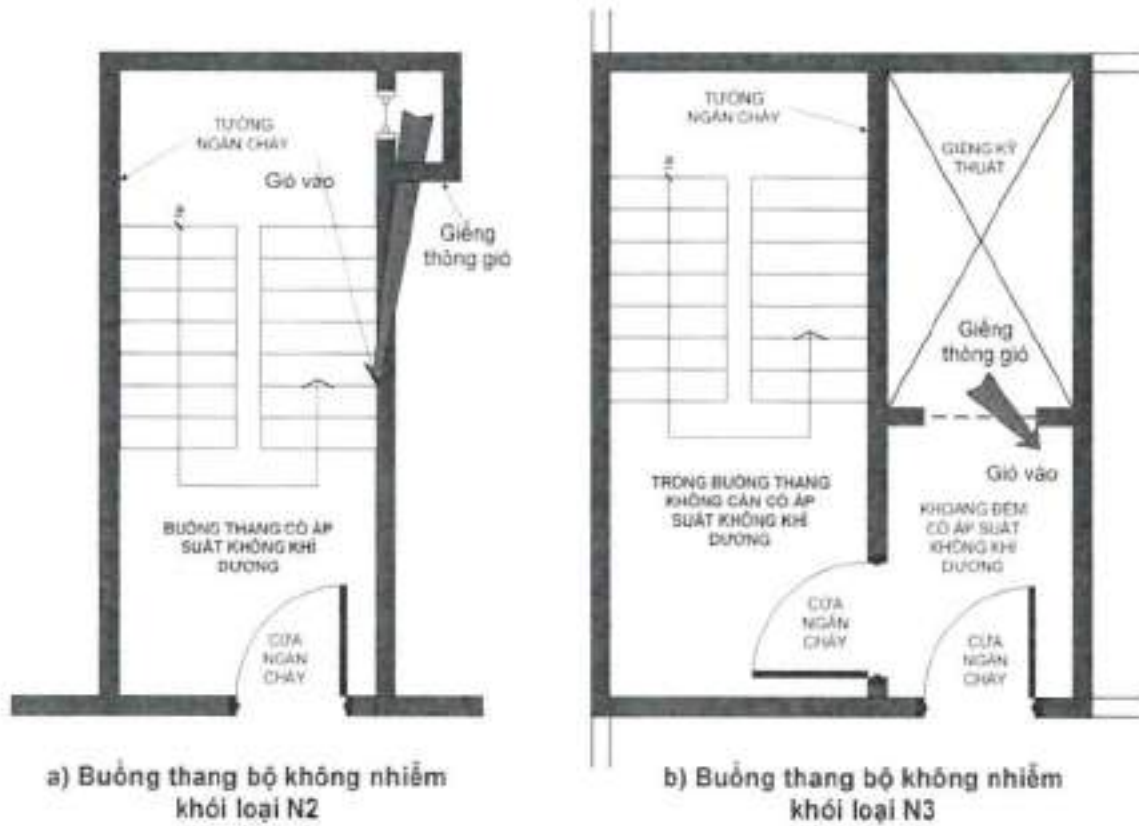 TƯỜNG
NGĂN CHÁY
Gió vào
Giếng
thông gió
BUỒNG THANG CÓ ÁP
SUẤT KHÔNG KHÍ
DƯƠNG
CỬA
NGĂN
CHÁY
a) Buồng thang bộ không nhiễm
khói loại N2
TƯỜNG
NGĂN CHÁY
GIẾNG KỸ
THUẬT
Giếng
thông gió
Gió vào
TRONG BUỒNG THANG
KHÔNG CẦN CÓ ÁP
SUẤT KHÔNG KHÍ
DƯƠNG
KHOANG ĐỆM
CÓ ÁP SUẤT
KHÔNG KHÍ
DƯƠNG
CỬA
NGĂN
CHÁY
CỬA
NGĂN
CHÁY
b) Buồng thang bộ không nhiễm
khói loại N3